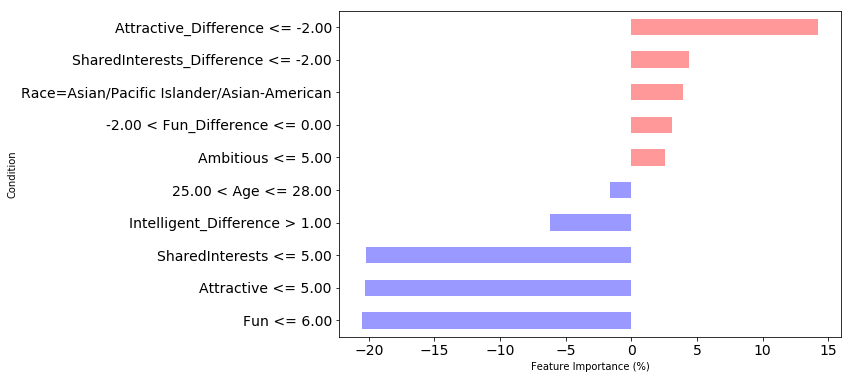 Attractive_Difference <= -2.00
SharedInterests_Difference <= -2.00
Race=Asian/Pacific Islander/Asian-American
-2.00 < Fun_Difference <= 0.00
Ambitious <= 5.00
25.00 < Age <= 28.00
Intelligent_Difference > 1.00
SharedInterests <= 5.00
Attractive <= 5.00
Fun <= 6.00
Condition
−20 −15 −10 −5 0 5 10 15
Feature Importance (%)